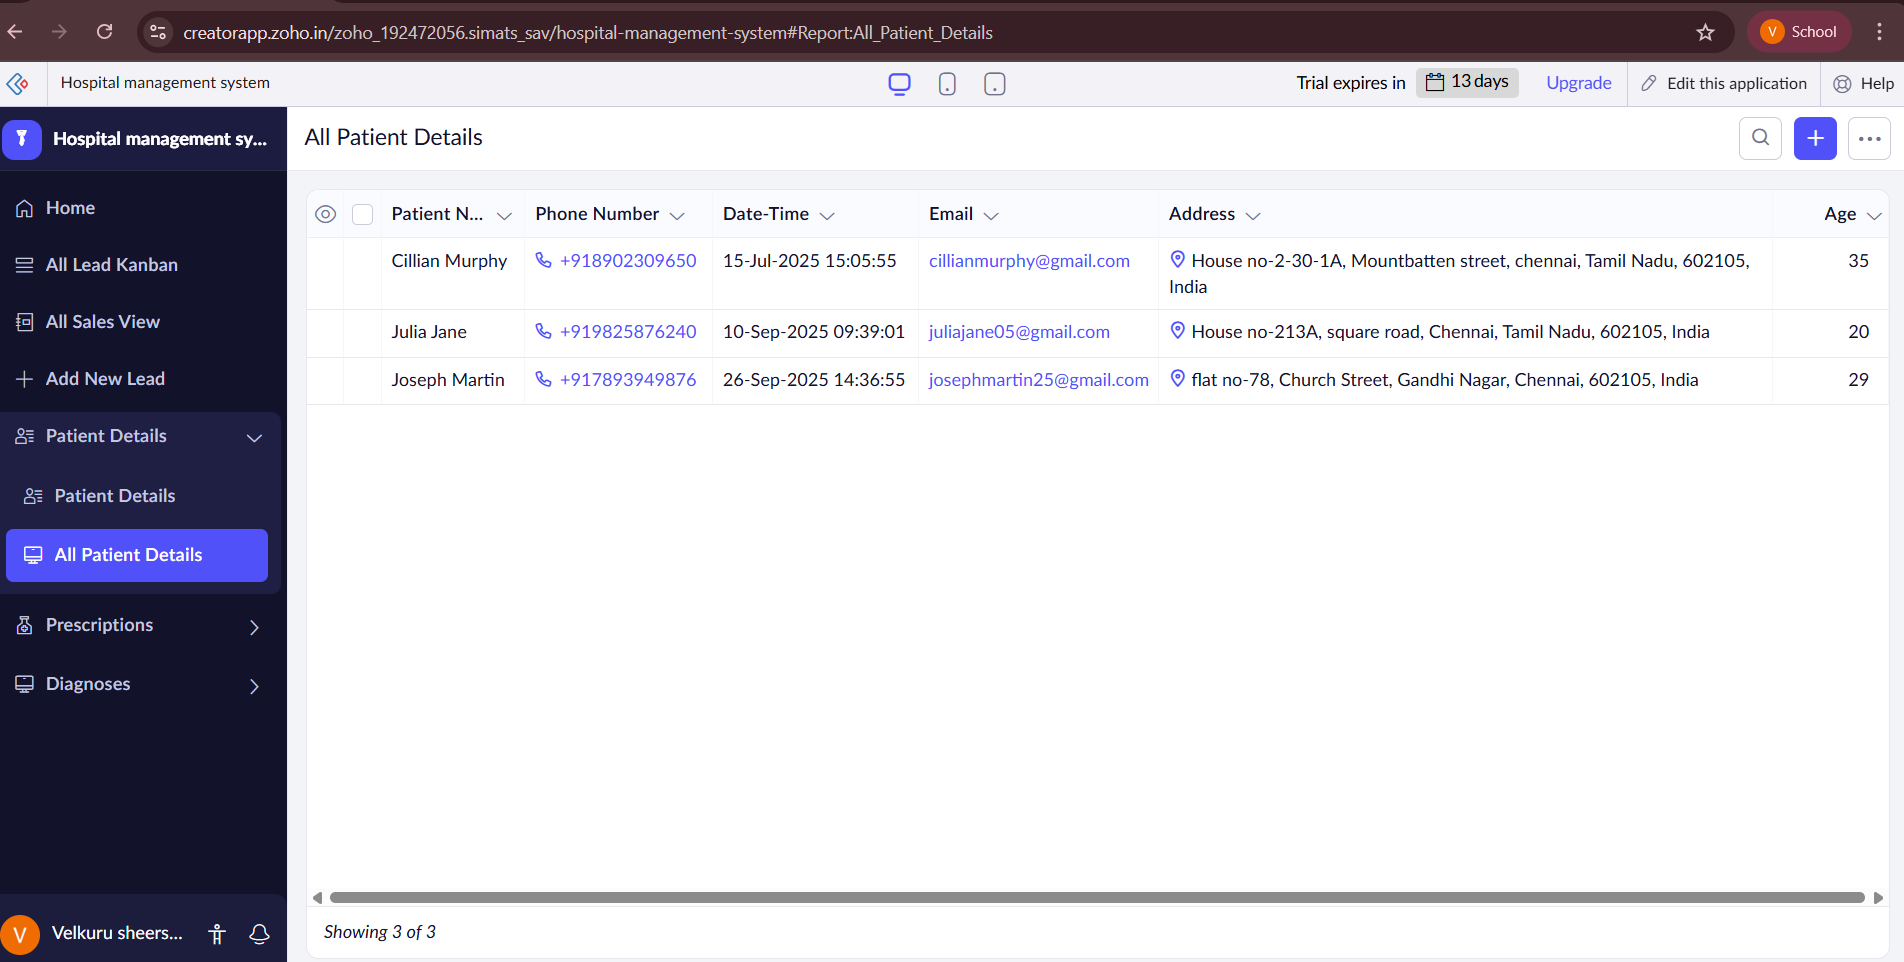 creatorapp.zoho.in/zoho_192472056.simats_sav/hospital-management-system#Report:All_Patient_Details
V School
Hospital management system
Trial expires in 13 days Upgrade Edit this application Help
Hospital management sy...
Home
All Lead Kanban
All Sales View
Add New Lead
Patient Details
Patient Details
All Patient Details
Prescriptions
Diagnoses
V Velkuru sheers...
All Patient Details
Patient N... Phone Number Date-Time Email Address Age
Cillian Murphy +918902309650 15-Jul-2025 15:05:55 cillianmurphy@gmail.com House no-2-30-1A, Mountbatten street, chennai, Tamil Nadu, 602105, 35
India
Julia Jane +919825876240 10-Sep-2025 09:39:01 juliajane05@gmail.com House no-213A, square road, Chennai, Tamil Nadu, 602105, India 20
Joseph Martin +917893949876 26-Sep-2025 14:36:55 josephmartin25@gmail.com flat no-78, Church Street, Gandhi Nagar, Chennai, 602105, India 29
Showing 3 of 3